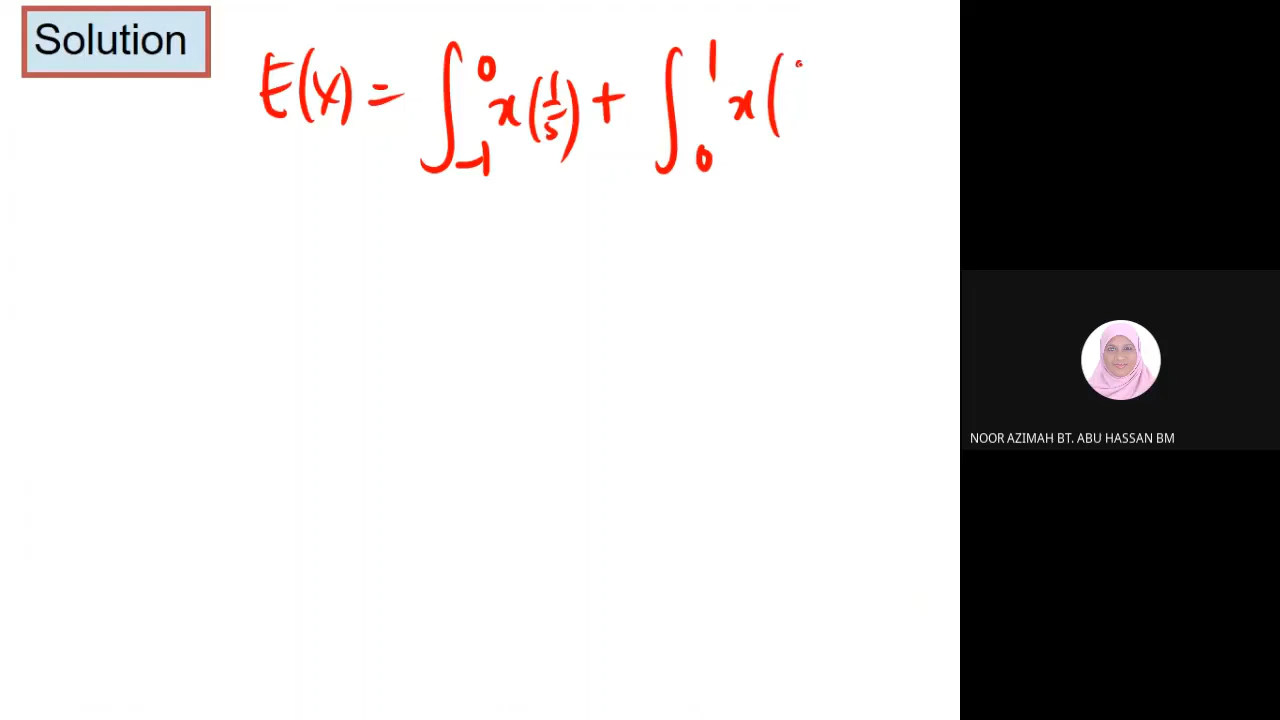 Solution
E(X) = ∫₋₁⁰ x(1/5) + ∫₀¹ x(
NOOR AZIMAH BT. ABU HASSAN BM